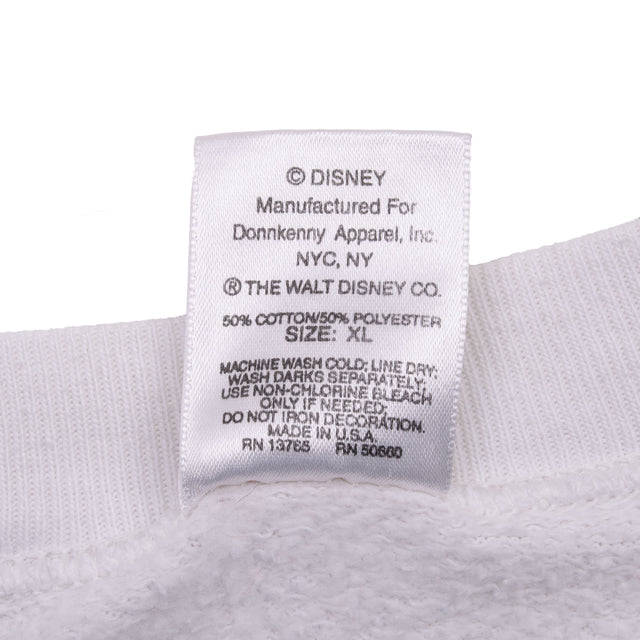 © DISNEY
Manufactured For
Donnkenny Apparel, Inc.
NYC, NY
® THE WALT DISNEY CO.
50% COTTON/50% POLYESTER
SIZE: XL
MACHINE WASH COLD: LINE DRY.
WASH DARKS SEPARATELY.
USE NON-CHLORINE BLEACH
ONLY IF NEEDED.
DO NOT IRON DECORATION.
MADE IN U.S.A
RN 13765 RN 50860